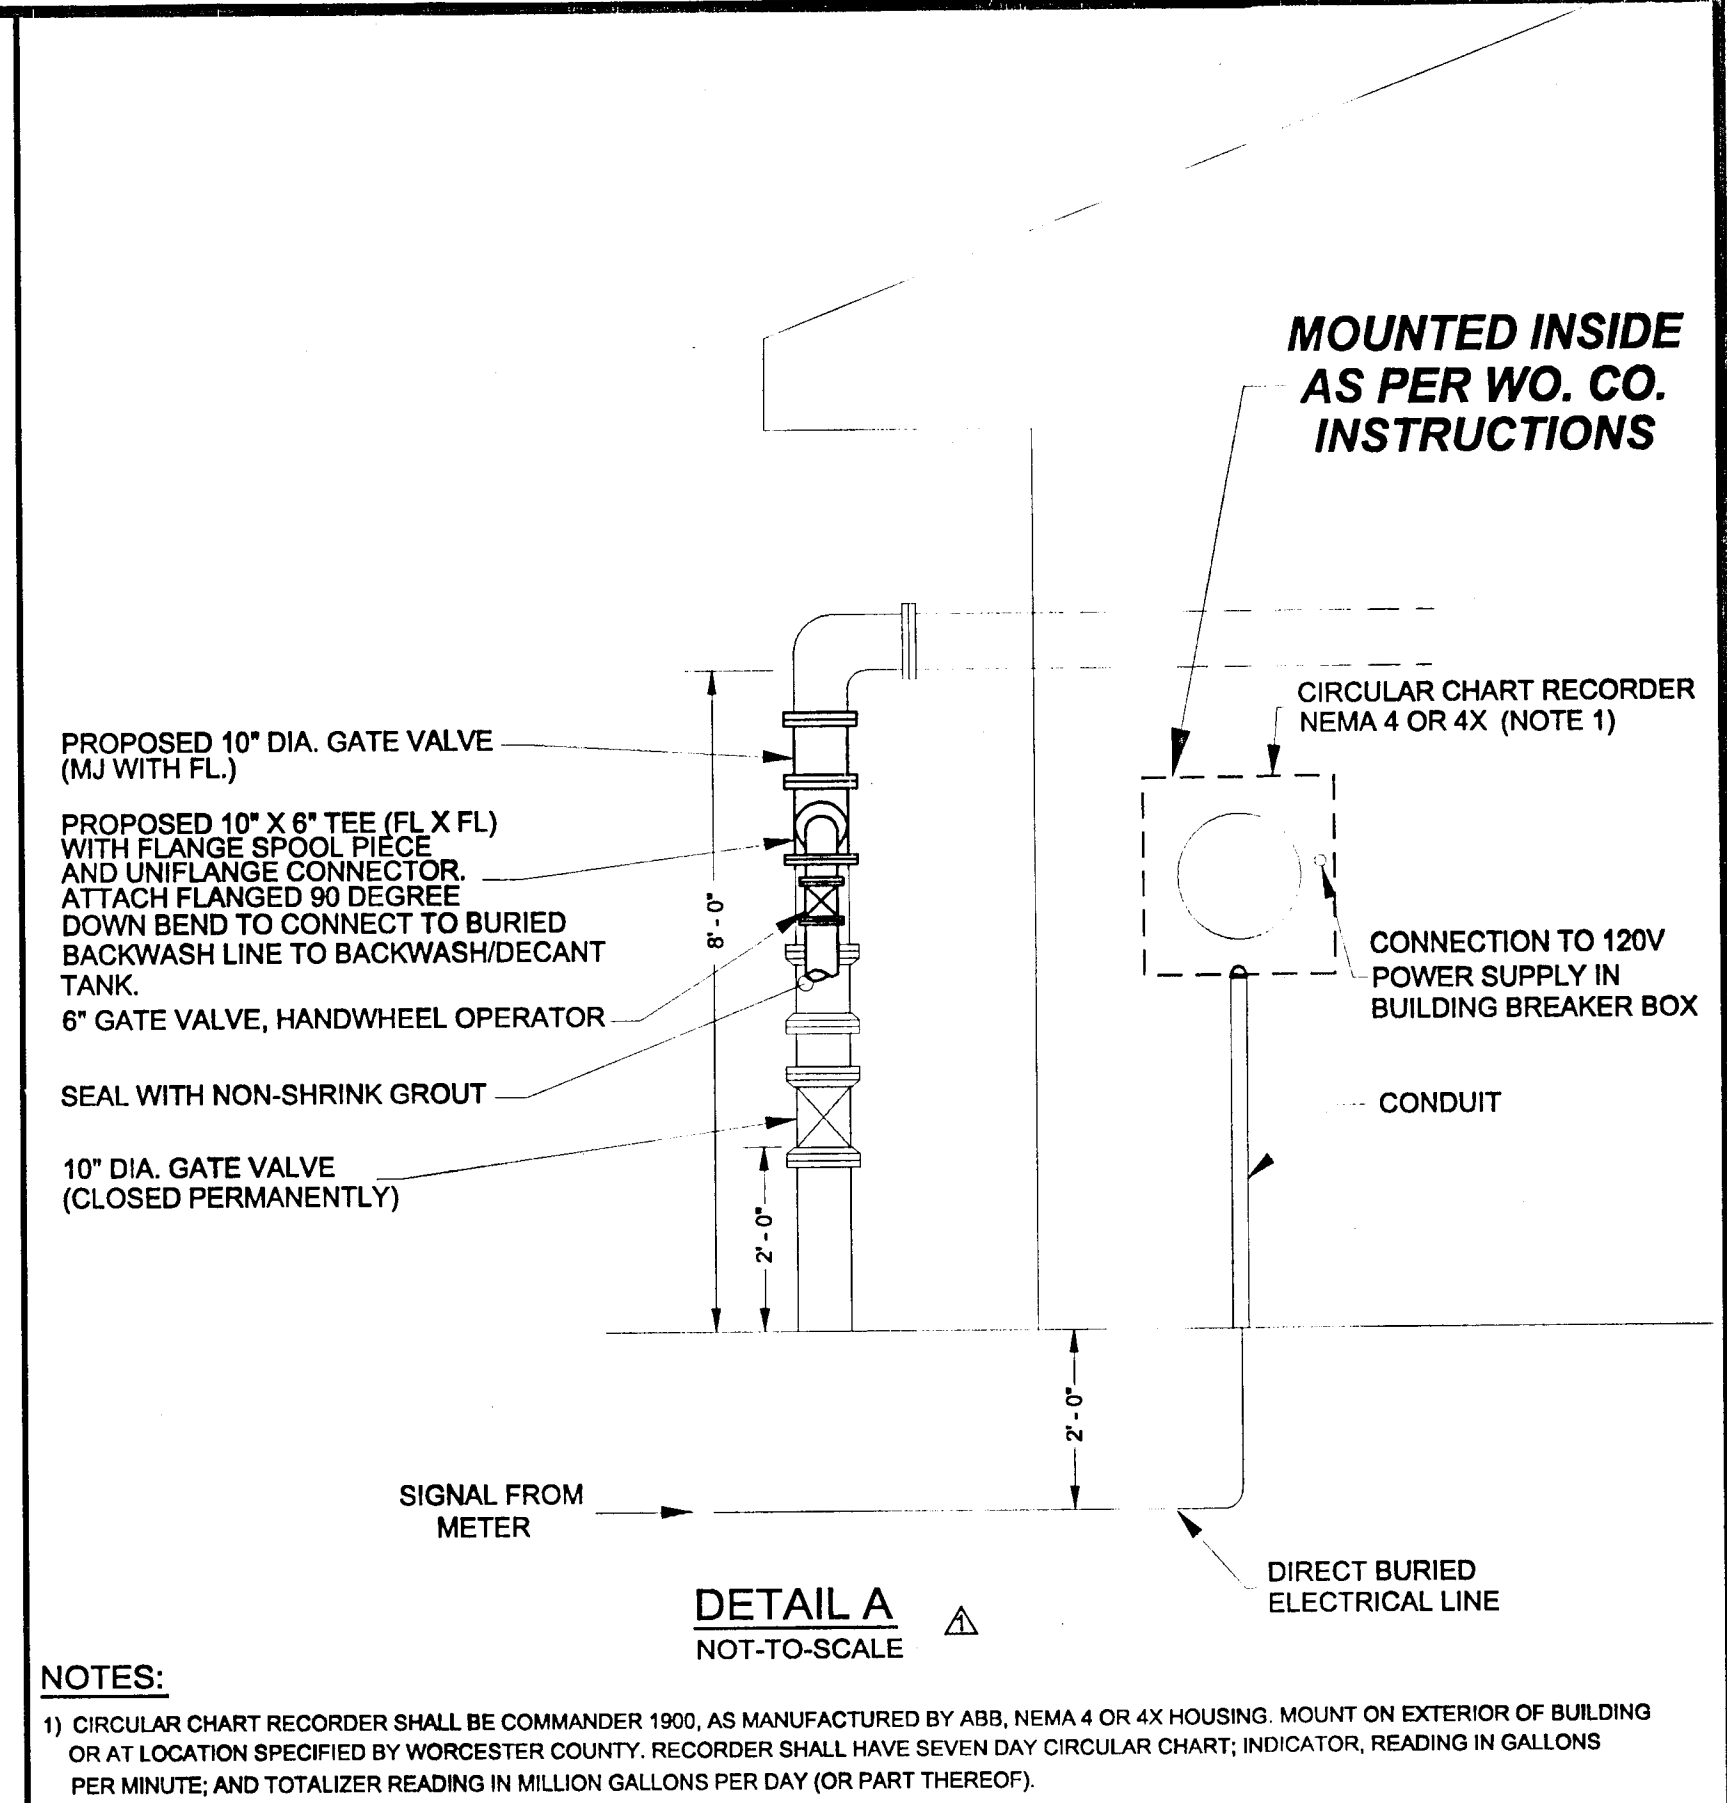 MOUNTED INSIDE
AS PER WO. CO.
INSTRUCTIONS
CIRCULAR CHART RECORDER
NEMA 4 OR 4X (NOTE 1)
PROPOSED 10" DIA. GATE VALVE
(MJ WITH FL.)
PROPOSED 10" X 6" TEE (FL X FL)
WITH FLANGE SPOOL PIECE
AND UNIFLANGE CONNECTOR.
ATTACH FLANGED 90 DEGREE
DOWN BEND TO CONNECT TO BURIED
BACKWASH LINE TO BACKWASH/DECANT
TANK.
6" GATE VALVE, HANDWHEEL OPERATOR
SEAL WITH NON-SHRINK GROUT
10" DIA. GATE VALVE
(CLOSED PERMANENTLY)
8' - 0"
2' - 0"
CONNECTION TO 120V
POWER SUPPLY IN
BUILDING BREAKER BOX
CONDUIT
2' - 0"
SIGNAL FROM
METER
DIRECT BURIED
ELECTRICAL LINE
DETAIL A
1
NOT-TO-SCALE
NOTES:
1) CIRCULAR CHART RECORDER SHALL BE COMMANDER 1900, AS MANUFACTURED BY ABB, NEMA 4 OR 4X HOUSING. MOUNT ON EXTERIOR OF BUILDING
OR AT LOCATION SPECIFIED BY WORCESTER COUNTY. RECORDER SHALL HAVE SEVEN DAY CIRCULAR CHART; INDICATOR, READING IN GALLONS
PER MINUTE; AND TOTALIZER READING IN MILLION GALLONS PER DAY (OR PART THEREOF).